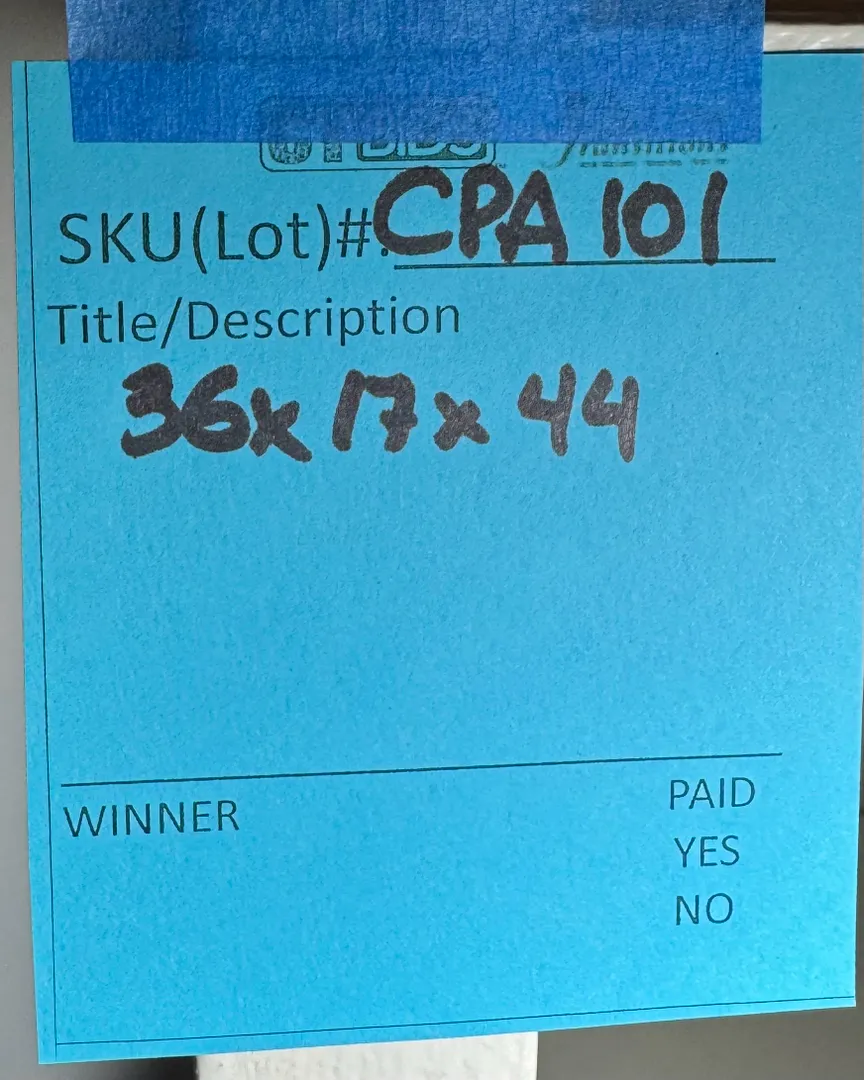 SKU(Lot)#: CPA 101
Title/Description
36x17x44
WINNER
PAID
YES
NO